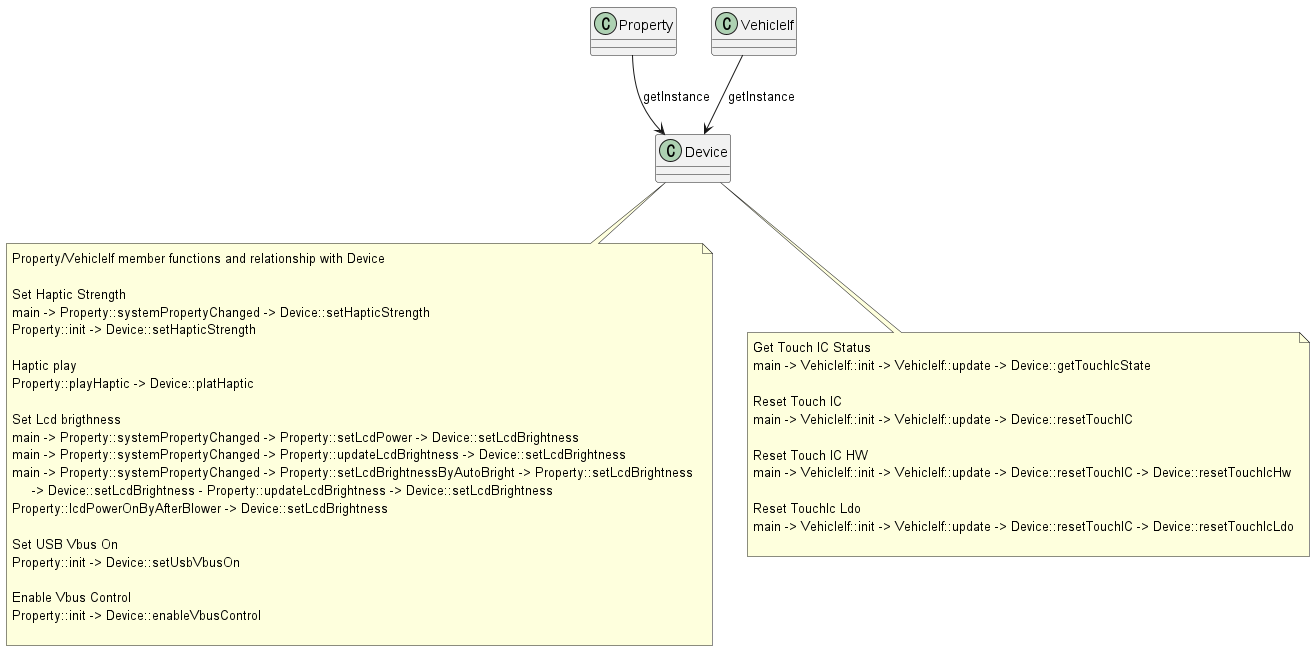 C Property
C VehicleIf
getInstance
getInstance
C Device
Property/VehicleIf member functions and relationship with Device
Set Haptic Strength
main -> Property::systemPropertyChanged -> Device::setHapticStrength
Property::init -> Device::setHapticStrength
Haptic play
Property::playHaptic -> Device::platHaptic
Set Lcd brigthness
main -> Property::systemPropertyChanged -> Property::setLcdPower -> Device::setLcdBrightness
main -> Property::systemPropertyChanged -> Property::updateLcdBrightness -> Device::setLcdBrightness
main -> Property::systemPropertyChanged -> Property::setLcdBrightnessByAutoBright -> Property::setLcdBrightness
-> Device::setLcdBrightness - Property::updateLcdBrightness -> Device::setLcdBrightness
Property::lcdPowerOnByAfterBlower -> Device::setLcdBrightness
Set USB Vbus On
Property::init -> Device::setUsbVbusOn
Enable Vbus Control
Property::init -> Device::enableVbusControl
Get Touch IC Status
main -> VehicleIf::init -> VehicleIf::update -> Device::getTouchIcState
Reset Touch IC
main -> VehicleIf::init -> VehicleIf::update -> Device::resetTouchIC
Reset Touch IC HW
main -> VehicleIf::init -> VehicleIf::update -> Device::resetTouchIC -> Device::resetTouchIcHw
Reset TouchIc Ldo
main -> VehicleIf::init -> VehicleIf::update -> Device::resetTouchIC -> Device::resetTouchIcLdo